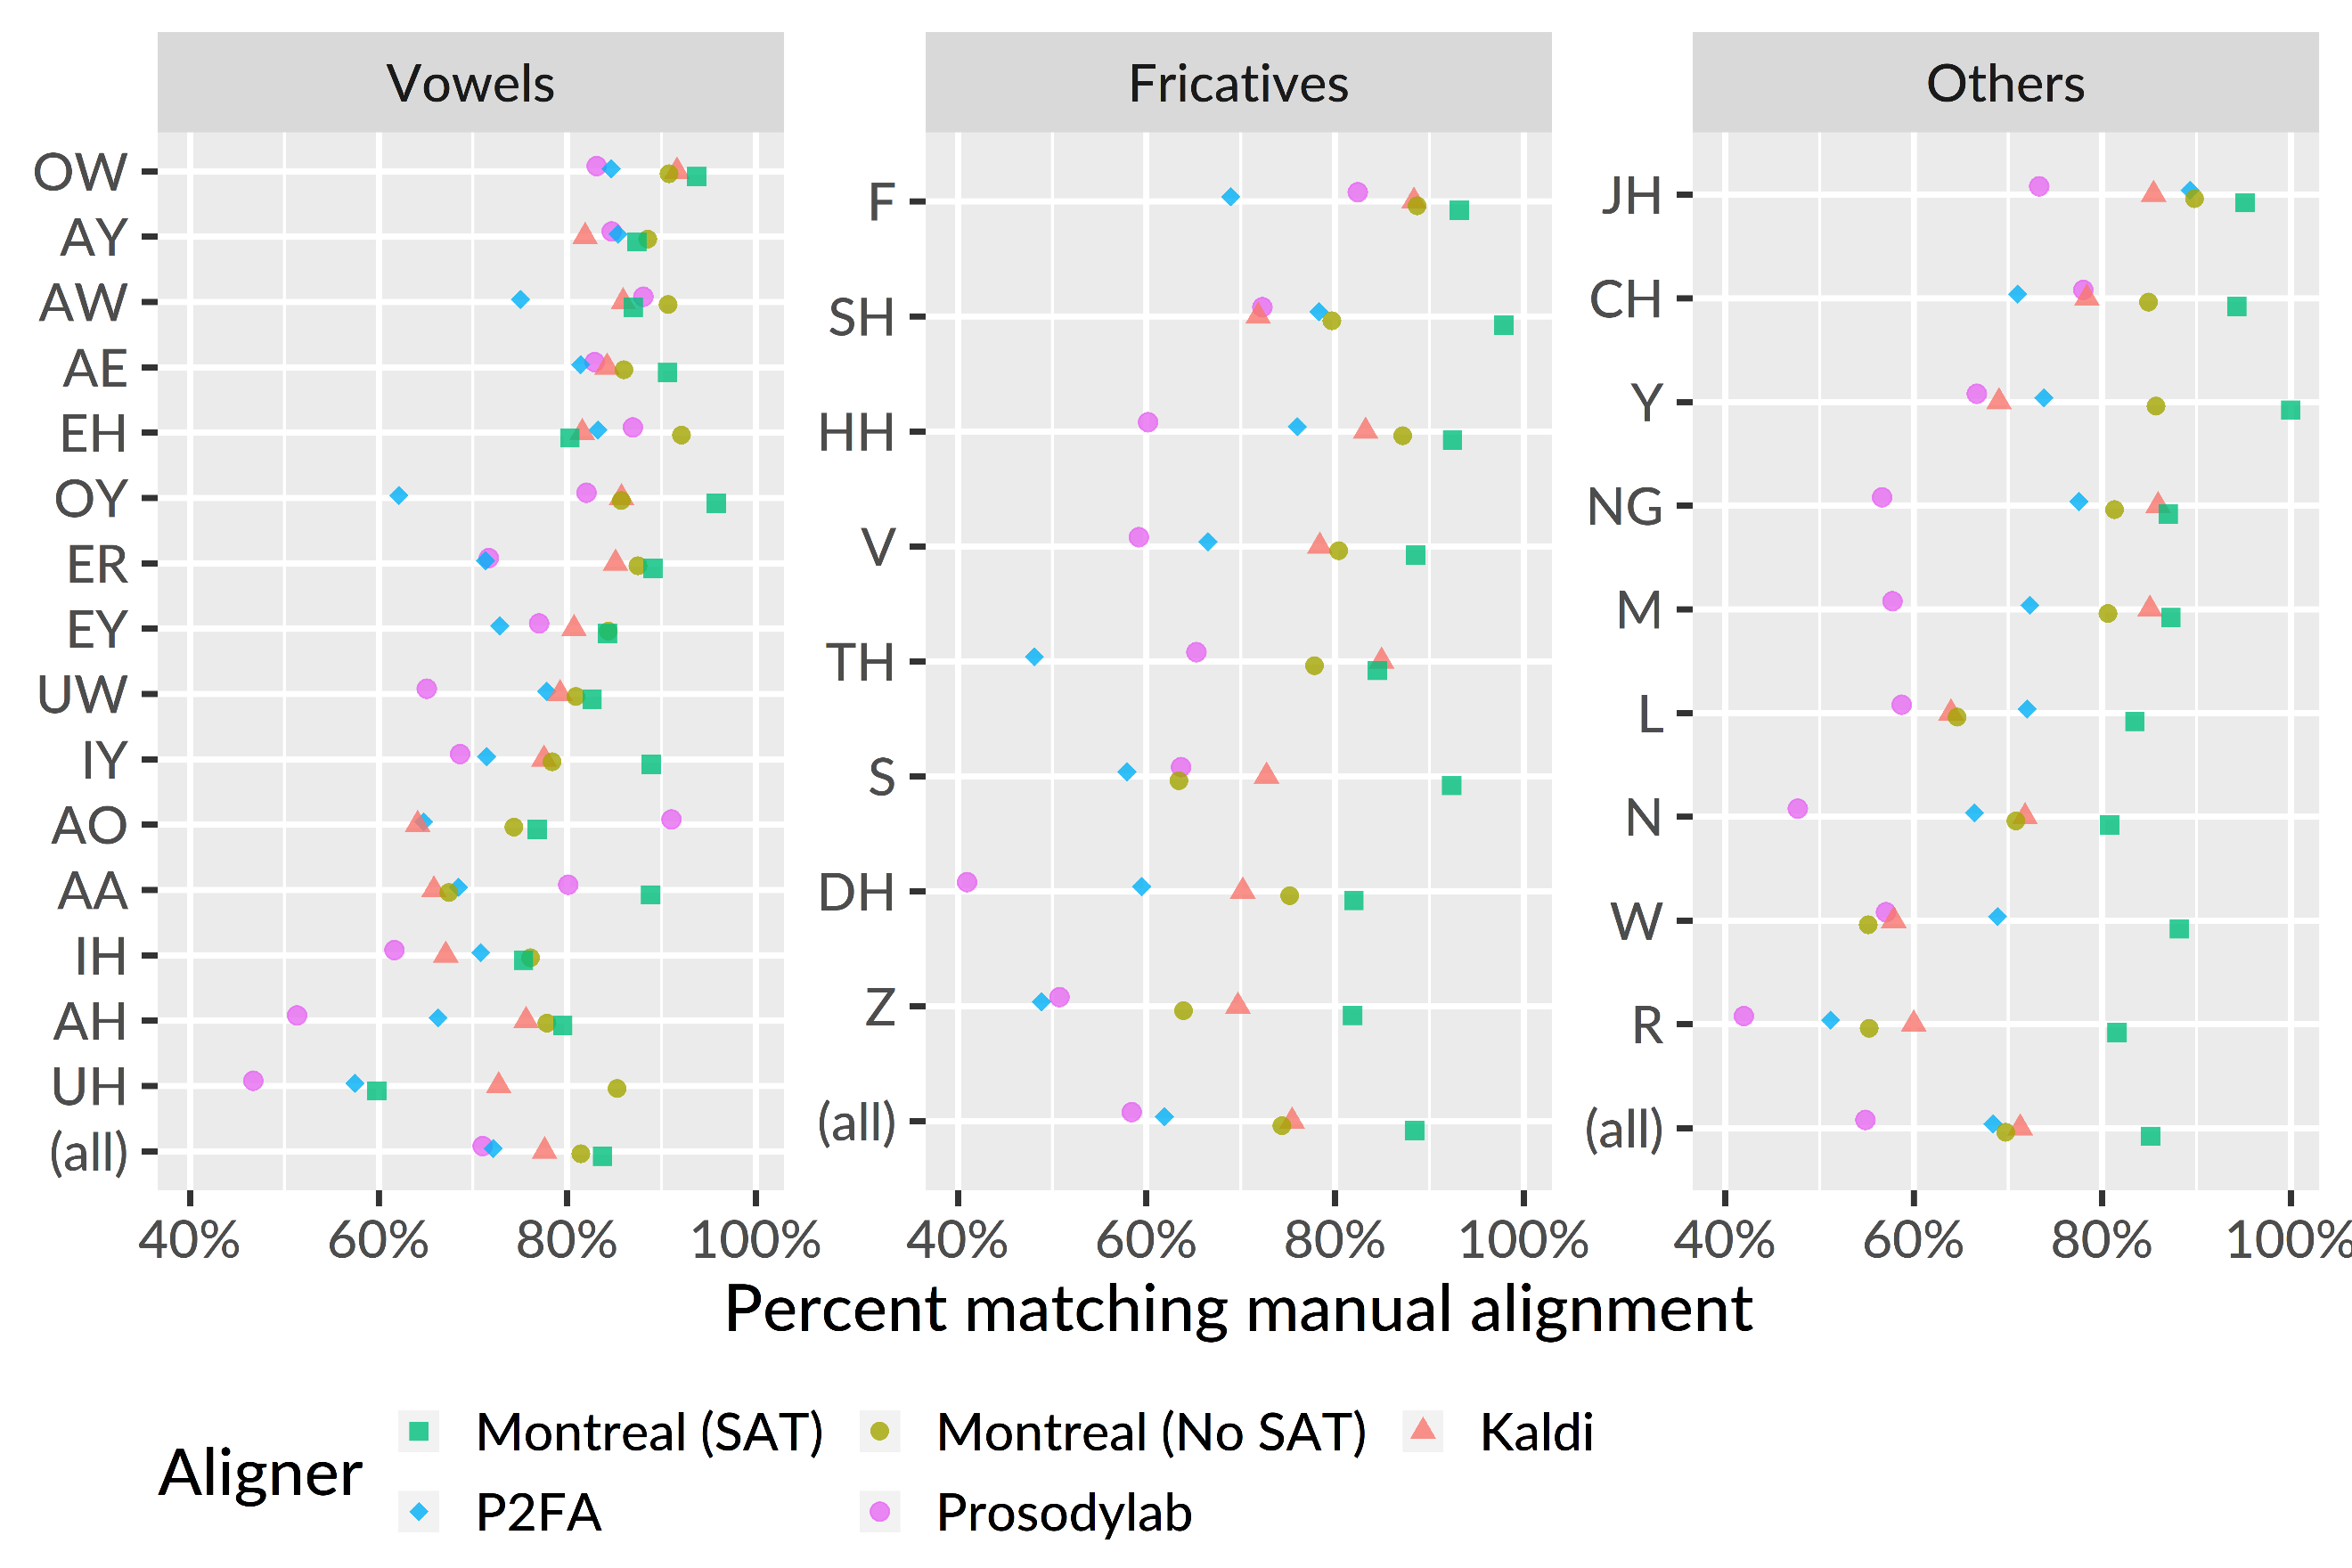 Vowels
Fricatives
Others
OW
AY
AW
AE
EH
OY
ER
EY
UW
IY
AO
AA
IH
AH
UH
(all)
F
SH
HH
V
TH
S
DH
Z
(all)
JH
CH
Y
NG
M
L
N
W
R
(all)
40% 60% 80% 100%
40% 60% 80% 100%
40% 60% 80% 100%
Percent matching manual alignment
Aligner
Montreal (SAT)
Montreal (No SAT)
Kaldi
P2FA
Prosodylab